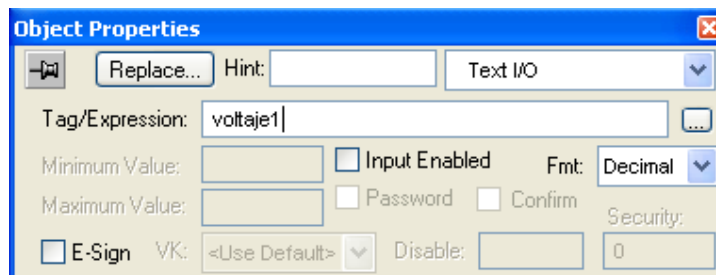 Object Properties
Replace... Hint: Text I/O
Tag/Expression: voltaje1 ...
Minimum Value: Input Enabled Fmt: Decimal
Maximum Value: Password Confirm Security:
E-Sign VK: <Use Default> Disable: 0